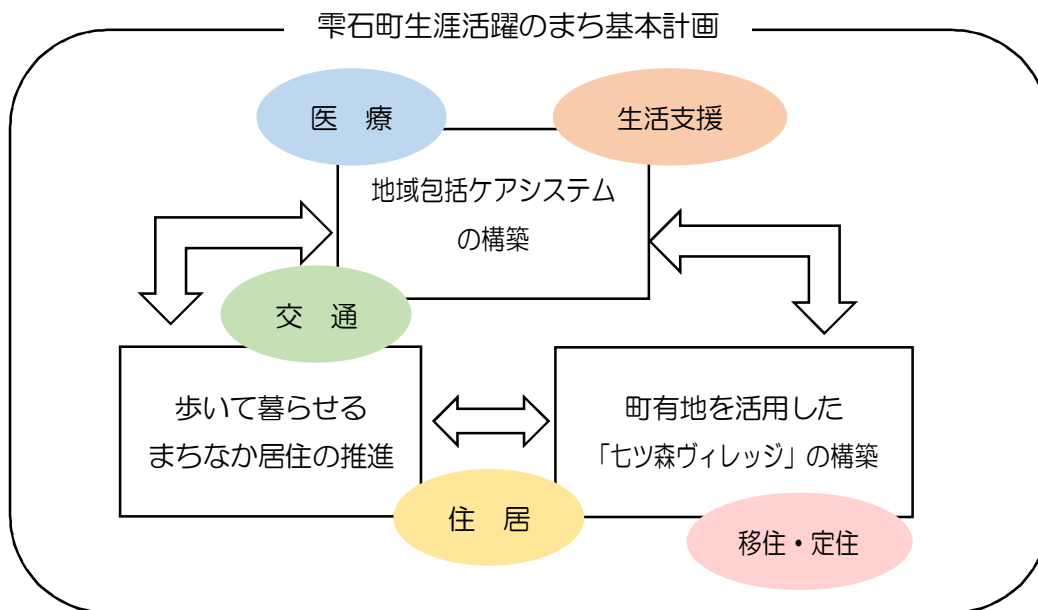 雫石町生涯活躍のまち基本計画
医　療
生活支援
地域包括ケアシステム
の構築
交　通
歩いて暮らせる
まちなか居住の推進
町有地を活用した
「七ツ森ヴィレッジ」の構築
住　居
移住・定住